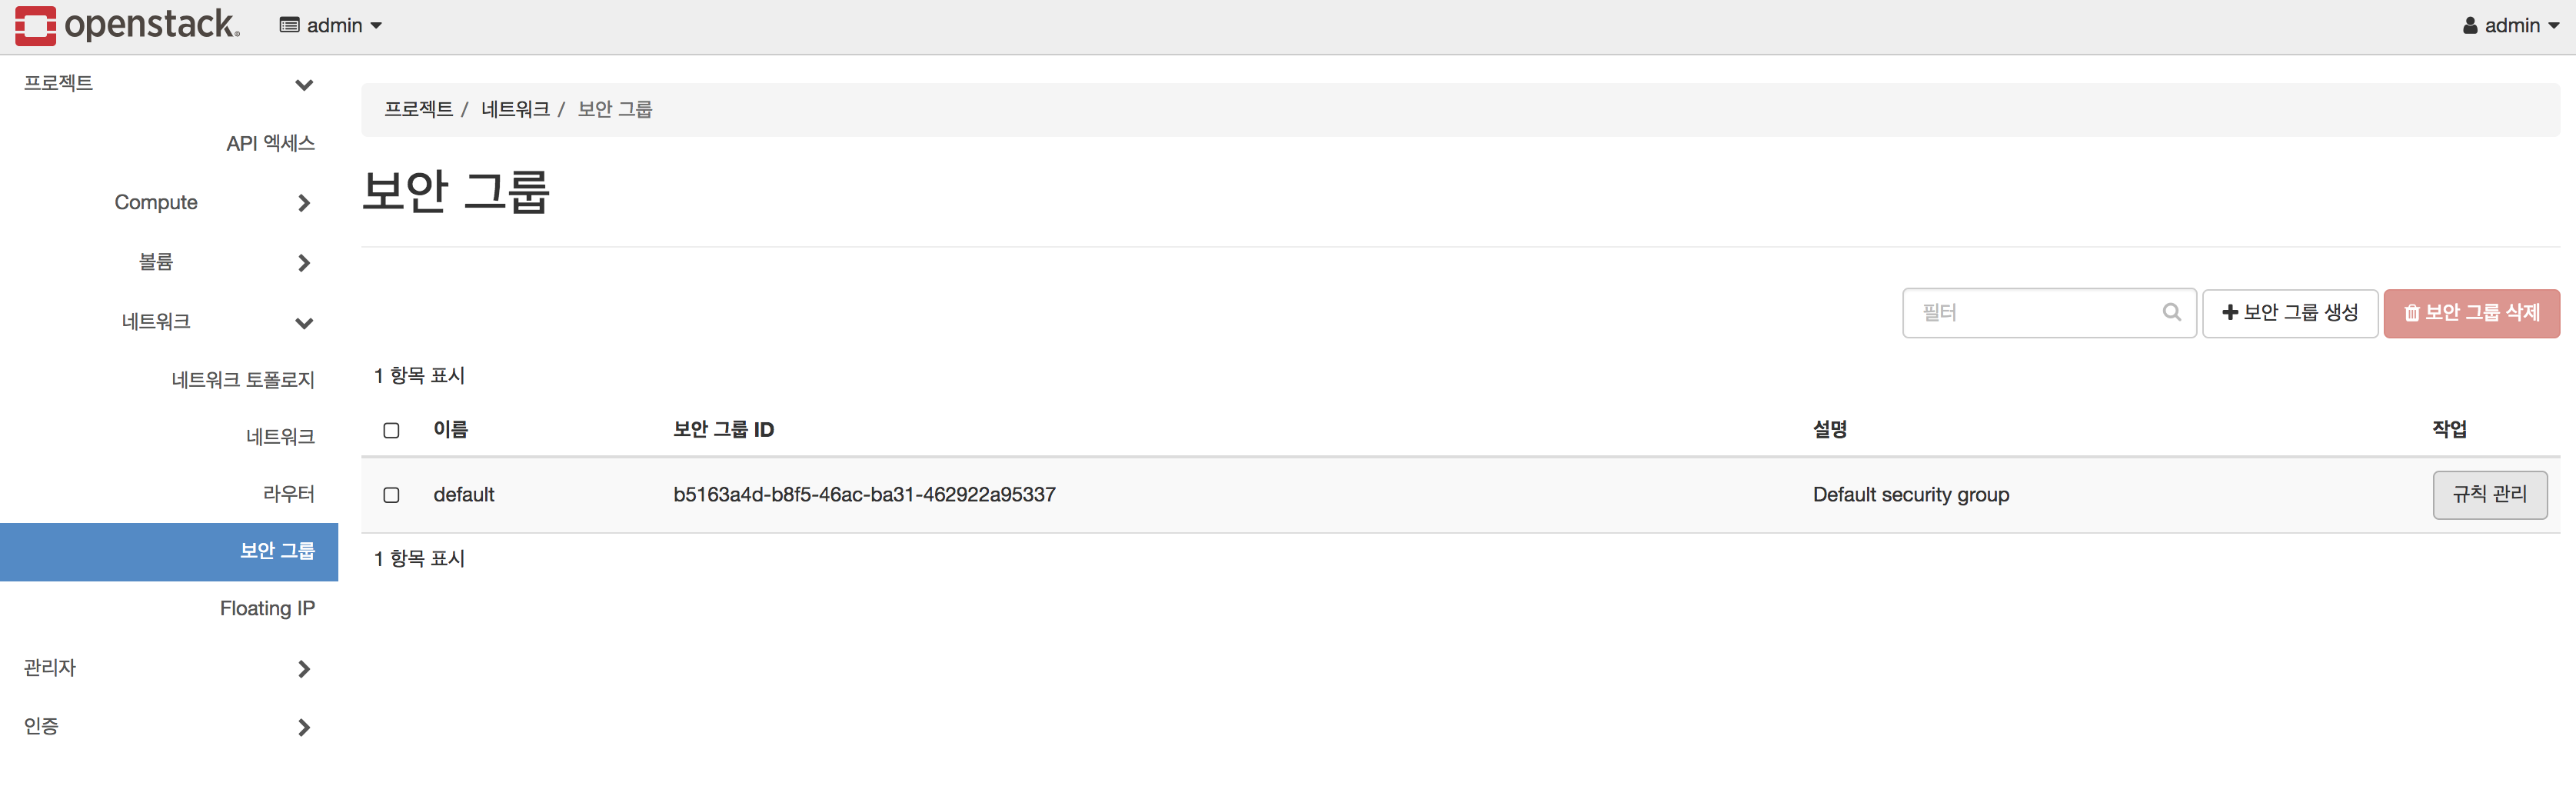 openstack. admin admin
프로젝트
API 엑세스
Compute
볼륨
네트워크
네트워크 토폴로지
네트워크
라우터
보안 그룹
Floating IP
관리자
인증
프로젝트 / 네트워크 / 보안 그룹
보안 그룹
필터 보안 그룹 생성 보안 그룹 삭제
1 항목 표시
이름 보안 그룹 ID 설명 작업
default b5163a4d-b8f5-46ac-ba31-462922a95337 Default security group 규칙 관리
1 항목 표시